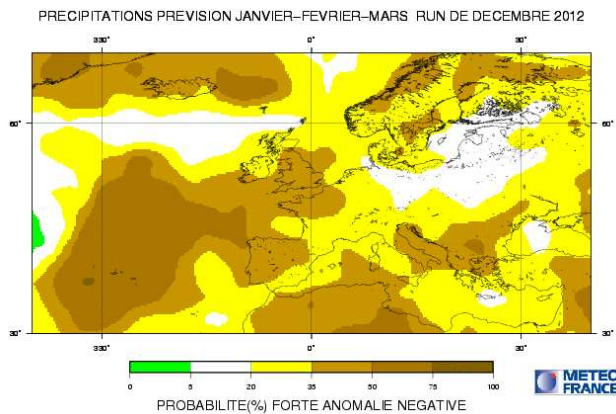 PRECIPITATIONS PREVISION JANVIER-FEVRIER-MARS RUN DE DECEMBRE 2012
330° 0° 30°
60° 60°
30° 30°
330° 0° 30°
0 5 20 35 50 75 100
PROBABILITE(%) FORTE ANOMALIE NEGATIVE
METEO
FRANCE